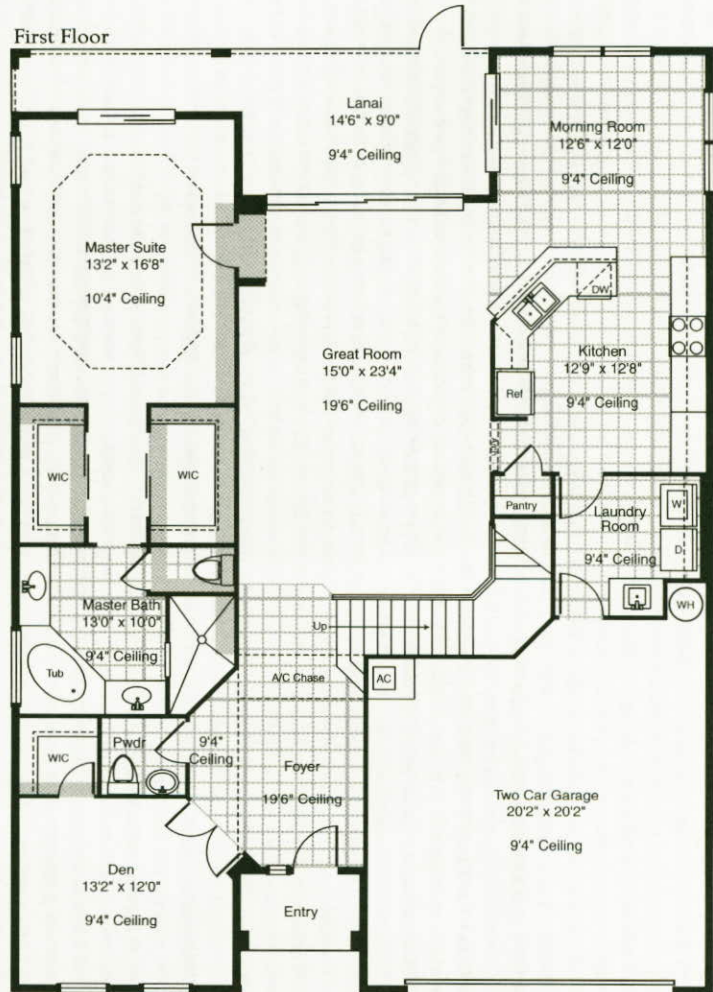 First Floor
Lanai
14'6" x 9'0"
9'4" Ceiling
Morning Room
12'6" x 12'0"
9'4" Ceiling
Master Suite
13'2" x 16'8"
10'4" Ceiling
DW
Great Room
15'0" x 23'4"
19'6" Ceiling
Kitchen
12'9" x 12'8"
9'4" Ceiling
Ref
WIC
WIC
Pantry
Laundry
Room
9'4" Ceiling
W
D
Master Bath
13'0" x 10'0"
9'4" Ceiling
Tub
Up
WH
A/C Chase
AC
WIC
Pwdr
9'4"
Ceiling
Foyer
19'6" Ceiling
Two Car Garage
20'2" x 20'2"
9'4" Ceiling
Den
13'2" x 12'0"
9'4" Ceiling
Entry